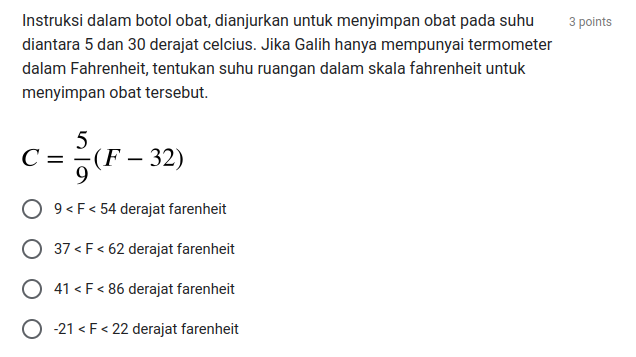 Instruksi dalam botol obat, dianjurkan untuk menyimpan obat pada suhu 3 points
diantara 5 dan 30 derajat celcius. Jika Galih hanya mempunyai termometer
dalam Fahrenheit, tentukan suhu ruangan dalam skala fahrenheit untuk
menyimpan obat tersebut.
C = 5/9 (F − 32)
9 < F < 54 derajat farenheit
37 < F < 62 derajat farenheit
41 < F < 86 derajat farenheit
-21 < F < 22 derajat farenheit